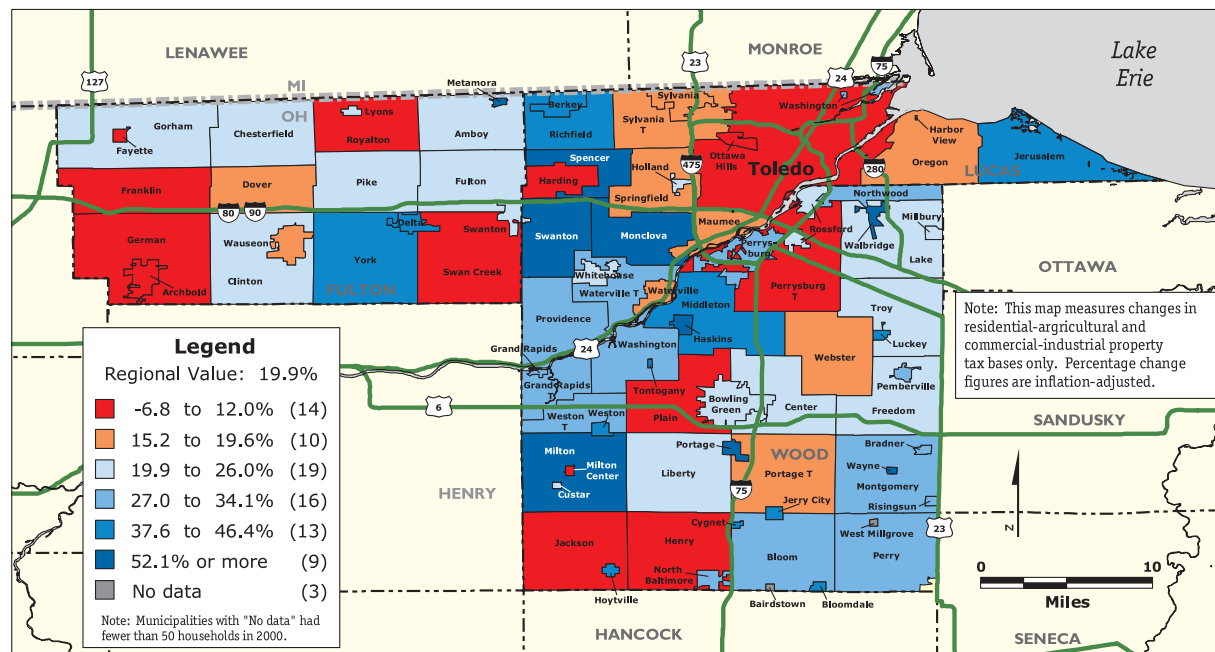 LENAWEE
MONROE
Lake
Erie
127
23
24
75
MI
OH
Metamora
Gorham
Fayette
Chesterfield
Lyons
Royalton
Amboy
Berkey
Richfield
Sylvania
Sylvania
T
Washington
Harbor
View
Oregon
Jerusalem
LUCAS
Franklin
Dover
Pike
Fulton
Spencer
Harding
Holland
Springfield
475
Ottawa
Hills
Toledo
280
80
90
German
Archbold
Wauseon
Clinton
Delta
York
FULTON
Swanton
Swan Creek
Swanton
Monclova
Maumee
Rossford
Perrys-
burg
Perrysburg
T
Northwood
Walbridge
Millbury
Lake
OTTAWA
Whitehouse
Waterville T
Waterville
Middleton
Haskins
Providence
24
Washington
Troy
Luckey
Webster
Grand Rapids
Grand Rapids
Tontogany
Plain
Bowling
Green
Center
Pemberville
Freedom
6
Weston
T
Weston
SANDUSKY
Milton
Milton
Center
Custar
Liberty
Portage
WOOD
Portage T
Bradner
Wayne
Montgomery
Risingsun
HENRY
75
Jerry City
23
Jackson
Henry
Cygnet
West Millgrove
Bloom
Perry
North
Baltimore
Hoytville
Bairdstown
Bloomdale
HANCOCK
SENECA
N
0
10
Miles
Note: This map measures changes in
residential-argricultural and
commercial-industrial property
tax bases only. Percentage change
figures are inflation-adjusted.
Legend
Regional Value: 19.9%
-6.8 to 12.0% (14)
15.2 to 19.6% (10)
19.9 to 26.0% (19)
27.0 to 34.1% (16)
37.6 to 46.4% (13)
52.1% or more (9)
No data (3)
Note: Municipalities with "No data" had
fewer than 50 households in 2000.